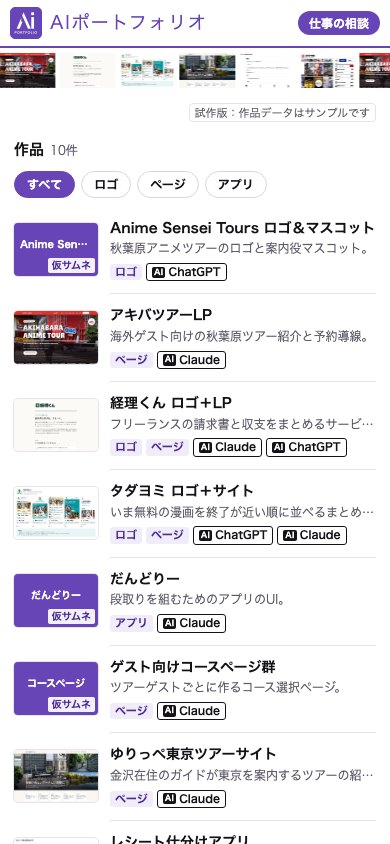 Ai
PORTFOLIO
AIポートフォリオ
仕事の相談
試作版：作品データはサンプルです
作品 10件
すべて ロゴ ページ アプリ
Anime Sen…
仮サムネ
Anime Sensei Tours ロゴ＆マスコット
秋葉原アニメツアーのロゴと案内役マスコット。
ロゴ AI ChatGPT
AKIHABARA
ANIME TOUR
アキバツアーLP
海外ゲスト向けの秋葉原ツアー紹介と予約導線。
ページ AI Claude
経理くん ロゴ＋LP
フリーランスの請求書と収支をまとめるサービ…
ロゴ ページ AI Claude AI ChatGPT
タダヨミ ロゴ＋サイト
いま無料の漫画を終了が近い順に並べるまとめ…
ロゴ ページ AI ChatGPT AI Claude
だんどりー
仮サムネ
だんどりー
段取りを組むためのアプリのUI。
アプリ AI Claude
コースページ
仮サムネ
ゲスト向けコースページ群
ツアーゲストごとに作るコース選択ページ。
ページ AI Claude
ゆりっぺ東京ツアーサイト
金沢在住のガイドが東京を案内するツアーの紹…
ページ AI Claude
レシート仕分けアプリ